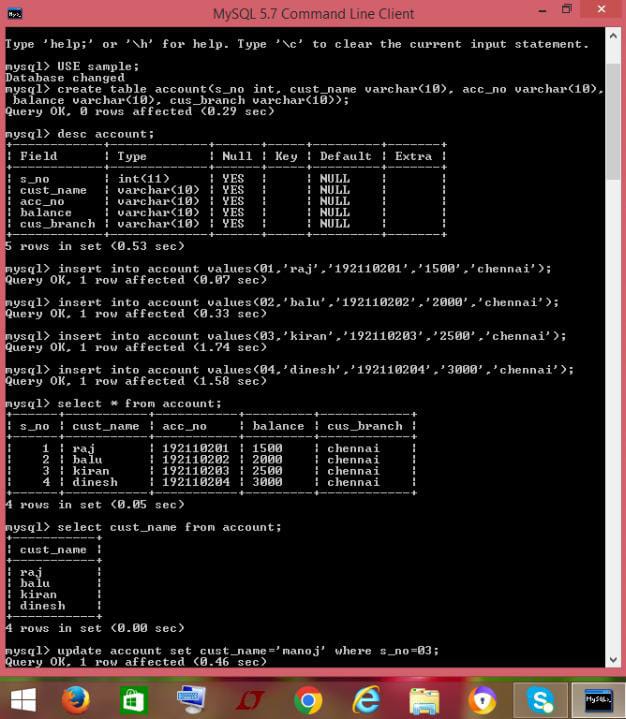 MySQL 5.7 Command Line Client
Type 'help;' or '\h' for help. Type '\c' to clear the current input statement.
mysql> USE sample;
Database changed
mysql> create table account(s_no int, cust_name varchar(10), acc_no varchar(10),
balance varchar(10), cus_branch varchar(10));
Query OK, 0 rows affected (0.29 sec)
mysql> desc account;
+------------+-------------+------+-----+---------+-------+
| Field | Type | Null | Key | Default | Extra |
+------------+-------------+------+-----+---------+-------+
| s_no | int(11) | YES | | NULL | |
| cust_name | varchar(10) | YES | | NULL | |
| acc_no | varchar(10) | YES | | NULL | |
| balance | varchar(10) | YES | | NULL | |
| cus_branch | varchar(10) | YES | | NULL | |
+------------+-------------+------+-----+---------+-------+
5 rows in set (0.53 sec)
mysql> insert into account values(01,'raj','192110201','1500','chennai');
Query OK, 1 row affected (0.07 sec)
mysql> insert into account values(02,'balu','192110202','2000','chennai');
Query OK, 1 row affected (0.33 sec)
mysql> insert into account values(03,'kiran','192110203','2500','chennai');
Query OK, 1 row affected (1.74 sec)
mysql> insert into account values(04,'dinesh','192110204','3000','chennai');
Query OK, 1 row affected (1.58 sec)
mysql> select * from account;
+------+-----------+-----------+---------+------------+
| s_no | cust_name | acc_no | balance | cus_branch |
+------+-----------+-----------+---------+------------+
| 1 | raj | 192110201 | 1500 | chennai |
| 2 | balu | 192110202 | 2000 | chennai |
| 3 | kiran | 192110203 | 2500 | chennai |
| 4 | dinesh | 192110204 | 3000 | chennai |
+------+-----------+-----------+---------+------------+
4 rows in set (0.05 sec)
mysql> select cust_name from account;
+-----------+
| cust_name |
+-----------+
| raj |
| balu |
| kiran |
| dinesh |
+-----------+
4 rows in set (0.00 sec)
mysql> update account set cust_name='manoj' where s_no=03;
Query OK, 1 row affected (0.46 sec)